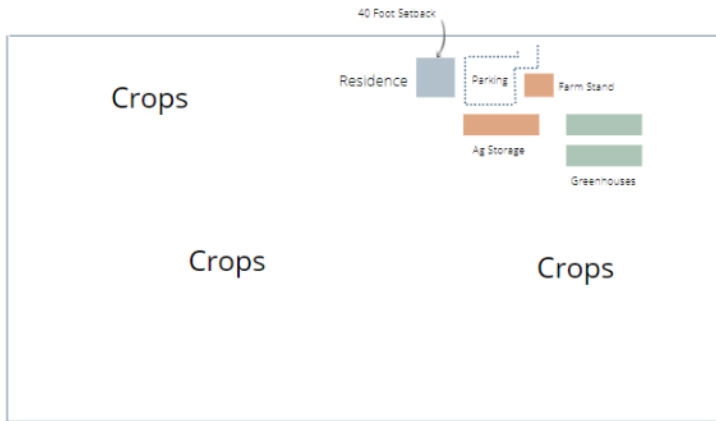 40 Foot Setback
Residence
Parking
Farm Stand
Crops
Ag Storage
Greenhouses
Crops
Crops